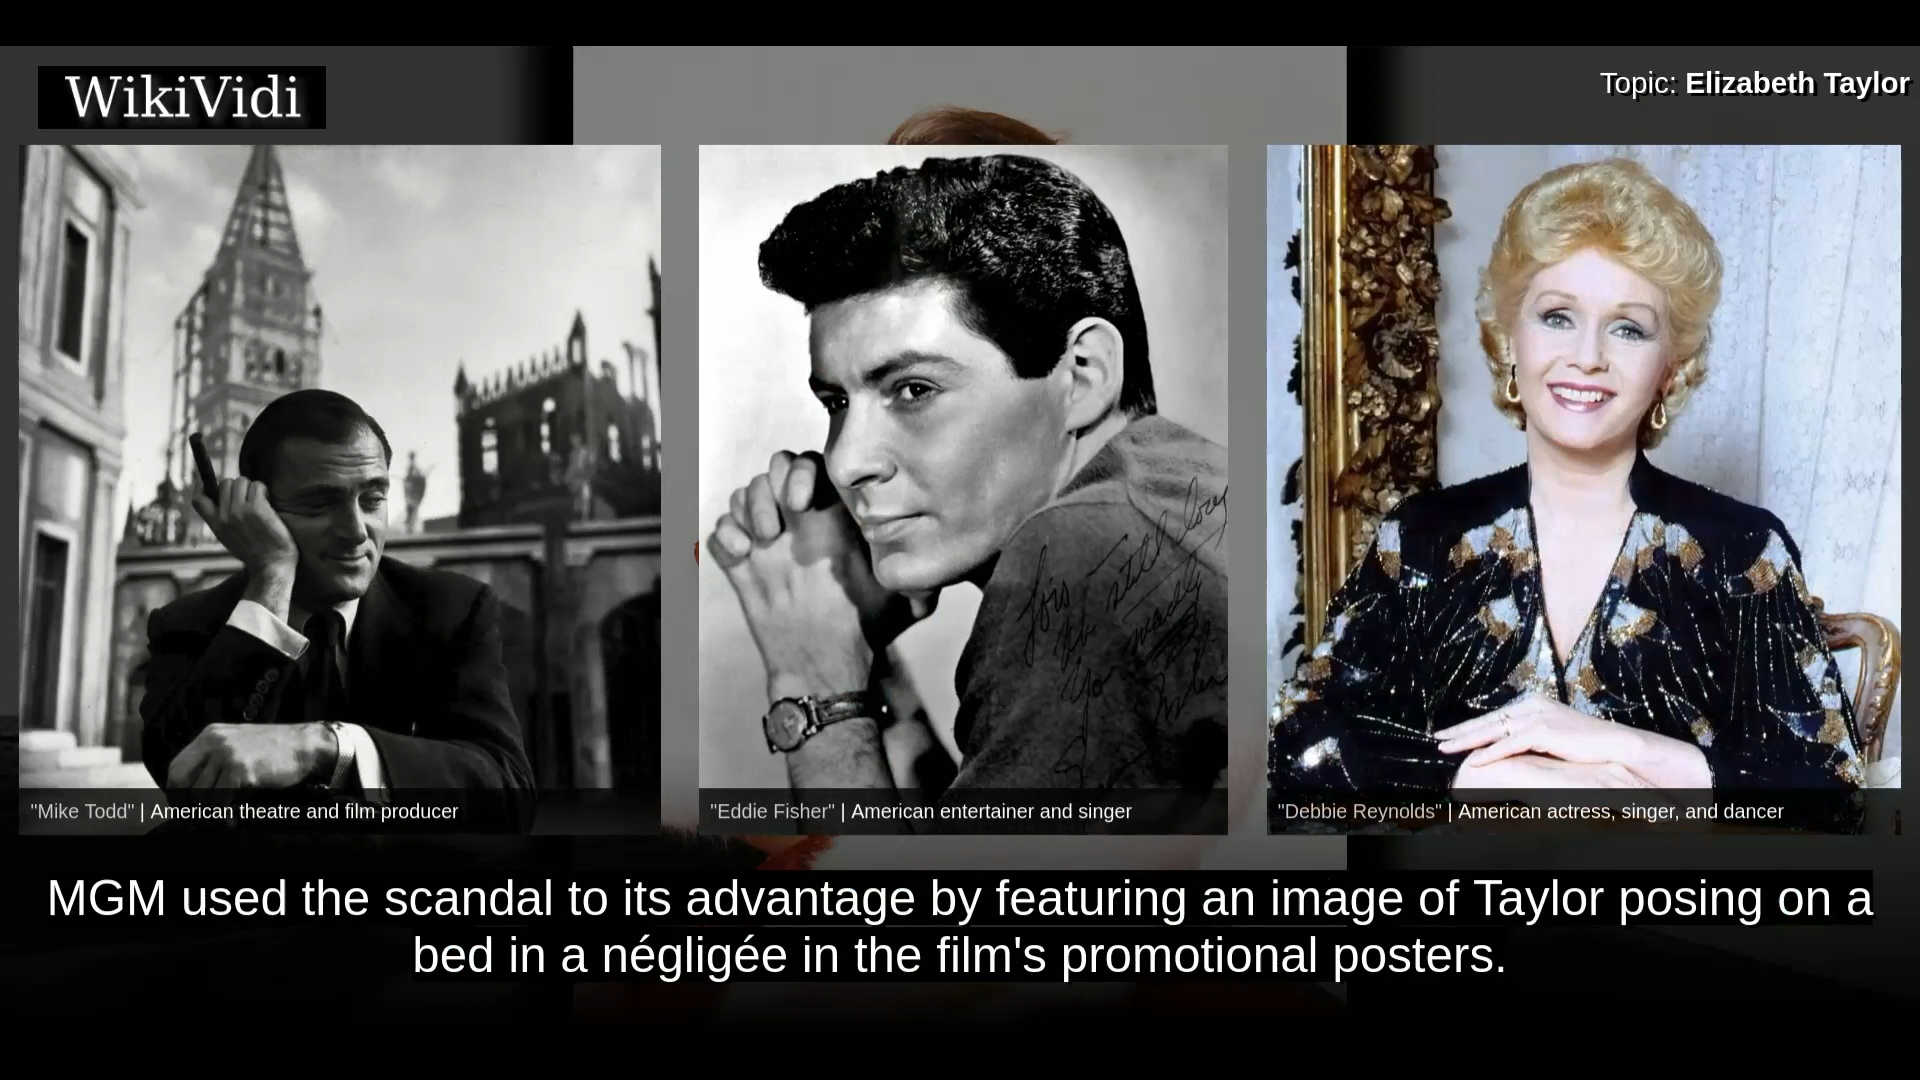 WikiVidi
Topic: Elizabeth Taylor
"Mike Todd" | American theatre and film producer
"Eddie Fisher" | American entertainer and singer
"Debbie Reynolds" | American actress, singer, and dancer
MGM used the scandal to its advantage by featuring an image of Taylor posing on a
bed in a négligée in the film's promotional posters.